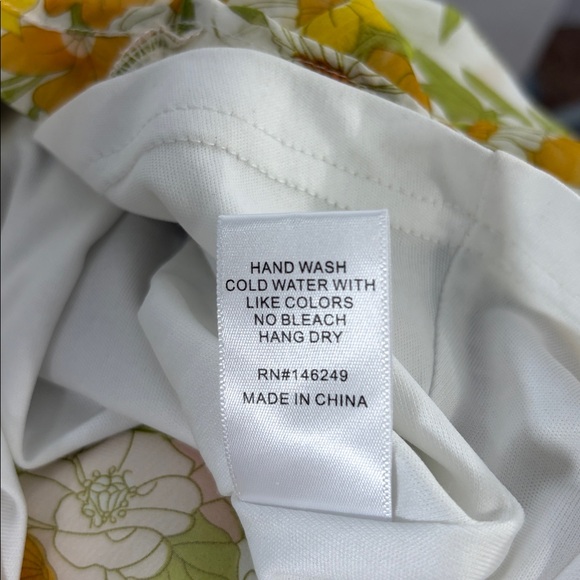 HAND WASH
COLD WATER WITH
LIKE COLORS
NO BLEACH
HANG DRY
RN#146249
MADE IN CHINA